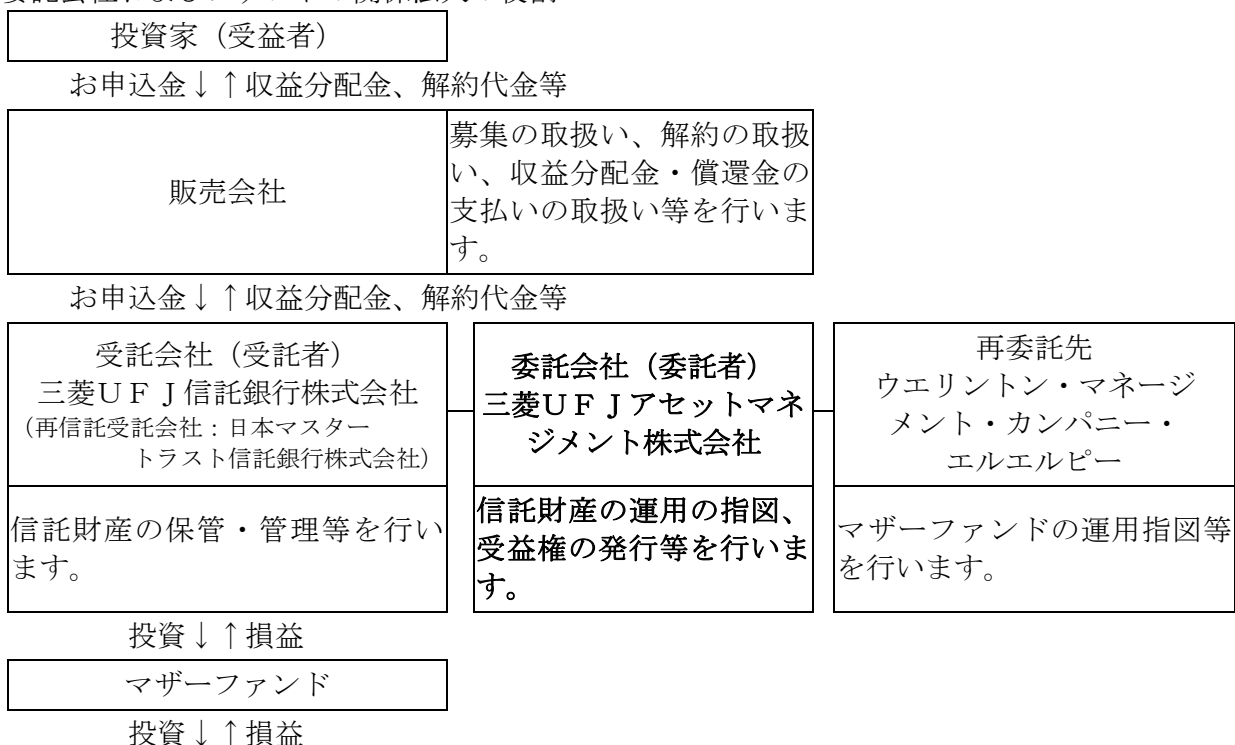 委託会社およびファンドの関係法人の役割
投資家（受益者）
お申込金↓↑収益分配金、解約代金等
販売会社
募集の取扱い、解約の取扱
い、収益分配金・償還金の
支払いの取扱い等を行いま
す。
お申込金↓↑収益分配金、解約代金等
受託会社（受託者）
三菱ＵＦＪ信託銀行株式会社
（再信託受託会社：日本マスター
トラスト信託銀行株式会社）
委託会社（委託者）
三菱ＵＦＪアセットマネ
ジメント株式会社
再委託先
ウエリントン・マネージ
メント・カンパニー・
エルエルピー
信託財産の保管・管理等を行い
ます。
信託財産の運用の指図、
受益権の発行等を行いま
す。
マザーファンドの運用指図等
を行います。
投資↓↑損益
マザーファンド
投資↓↑損益